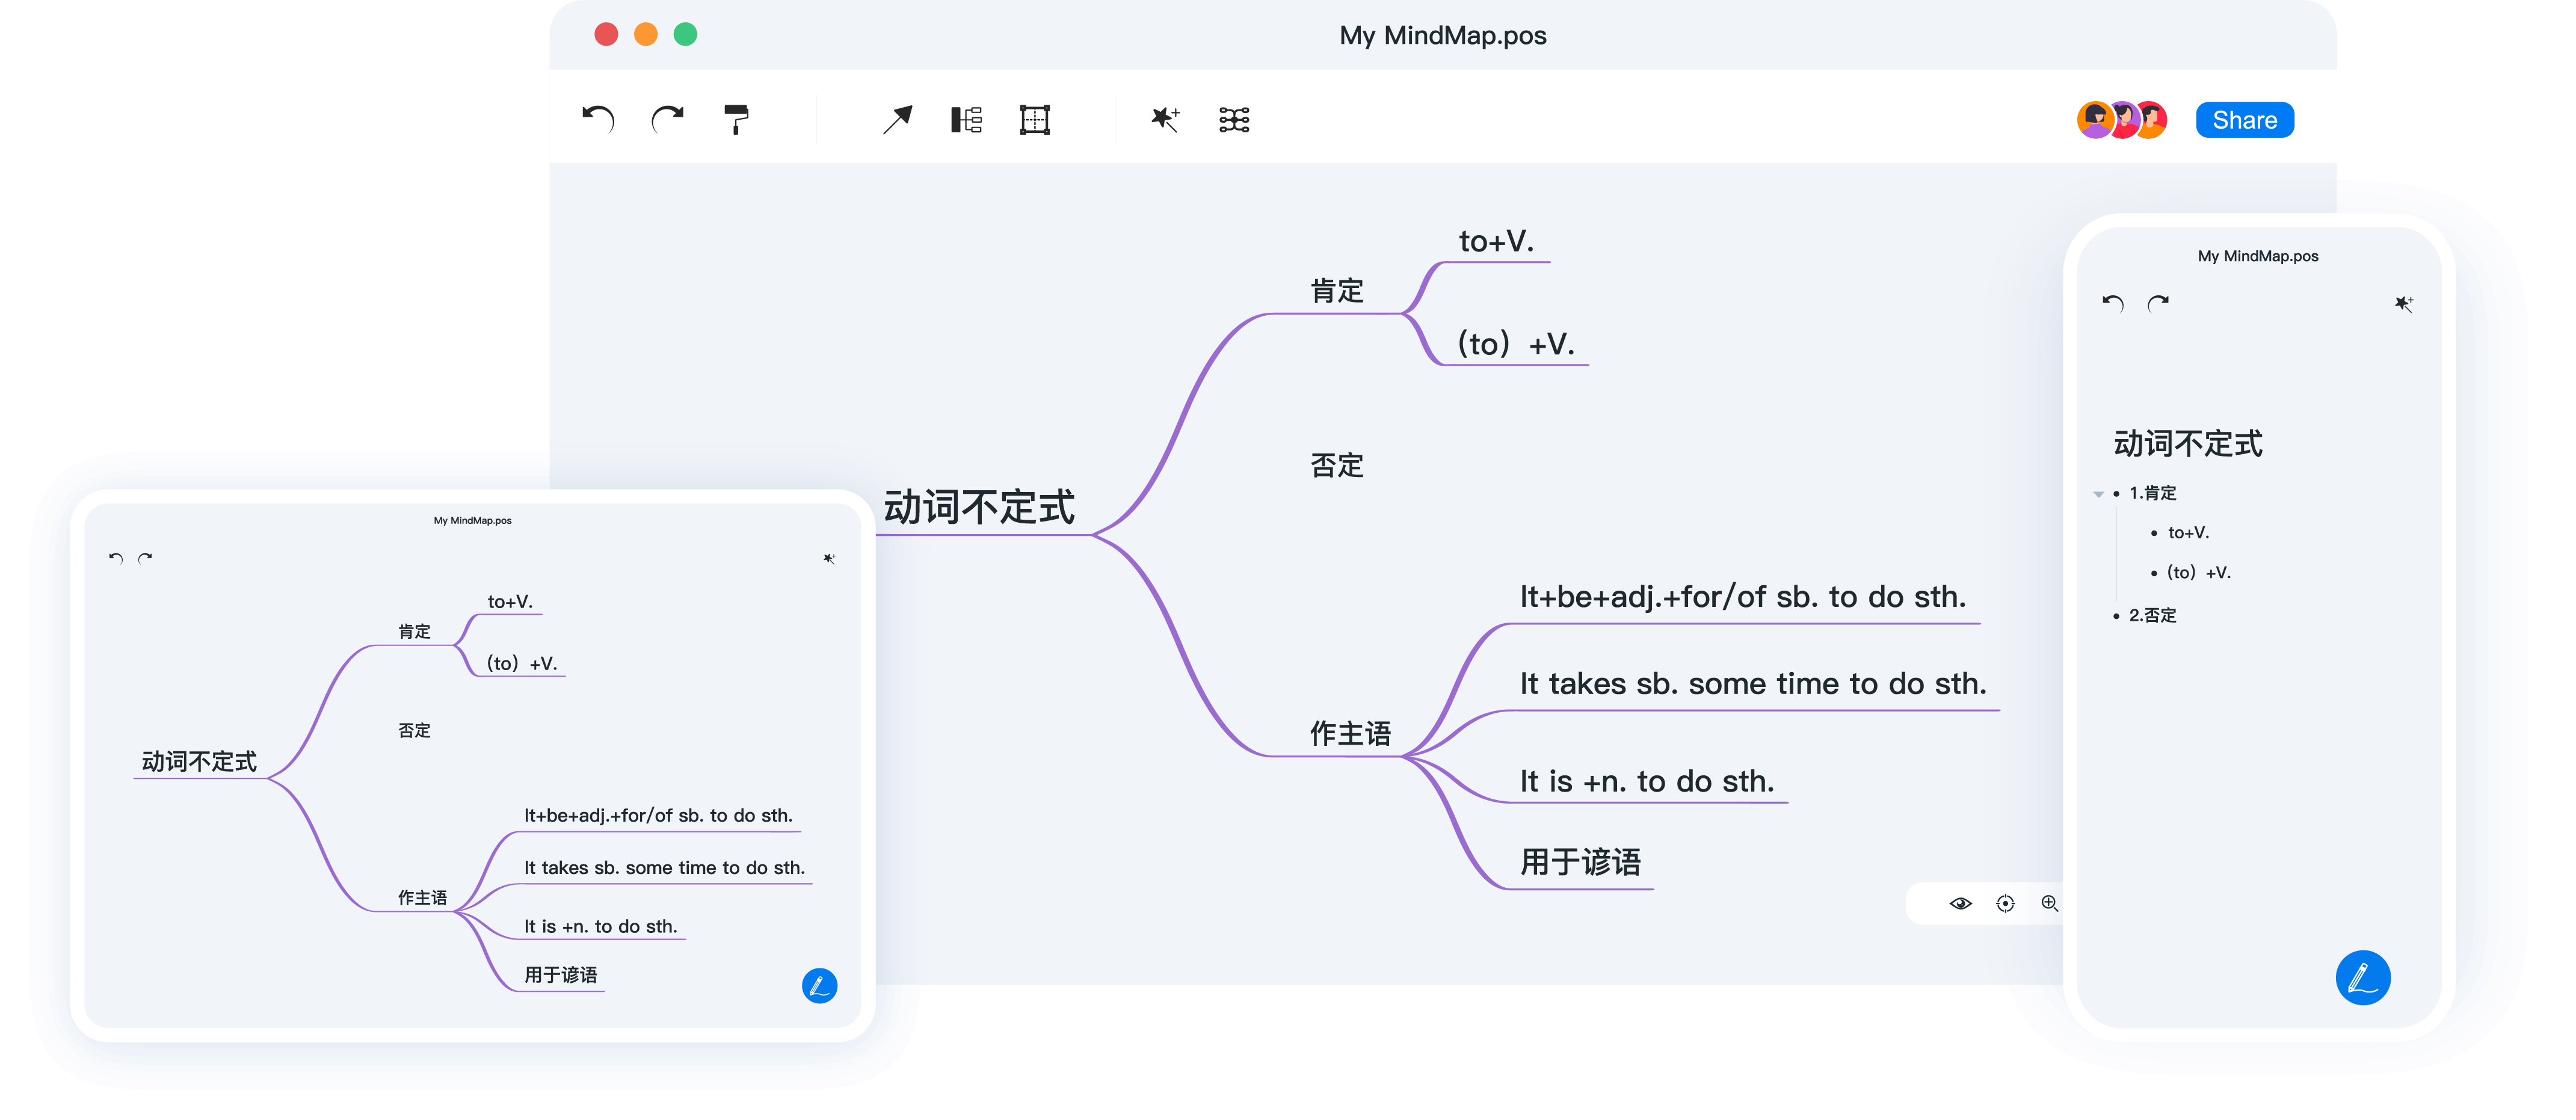 My MindMap.pos
Share
to+V.
肯定
（to）+V.
否定
动词不定式
It+be+adj.+for/of sb. to do sth.
It takes sb. some time to do sth.
作主语
It is +n. to do sth.
用于谚语
My MindMap.pos
to+V.
肯定
（to）+V.
否定
动词不定式
It+be+adj.+for/of sb. to do sth.
It takes sb. some time to do sth.
作主语
It is +n. to do sth.
用于谚语
My MindMap.pos
动词不定式
1.肯定
to+V.
（to）+V.
2.否定